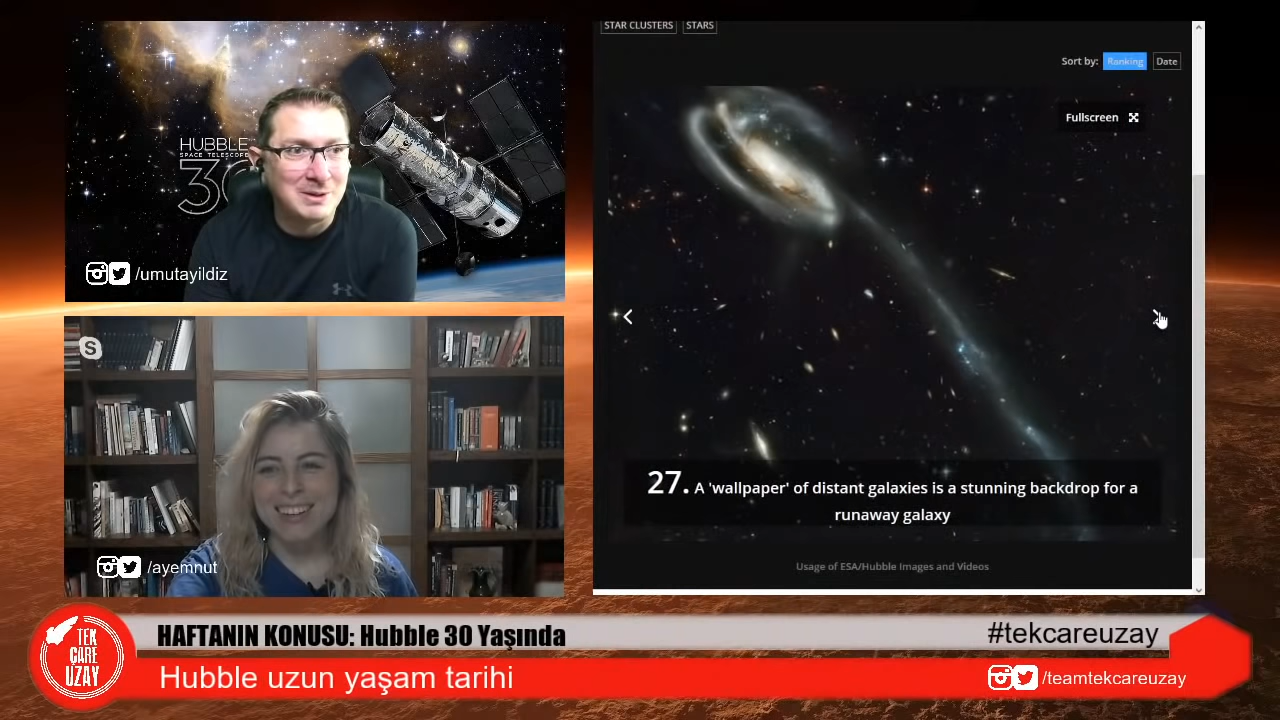 HUBBLE
SPACE TELESCOPE
30
/umutayildiz
S
/ayemnut
STAR CLUSTERS STARS
Sort by: Ranking Date
Fullscreen
27. A 'wallpaper' of distant galaxies is a stunning backdrop for a
runaway galaxy
Usage of ESA/Hubble Images and Videos
TEK
ÇARE
UZAY
HAFTANIN KONUSU: Hubble 30 Yaşında
#tekcareuzay
Hubble uzun yaşam tarihi
/teamtekcareuzay